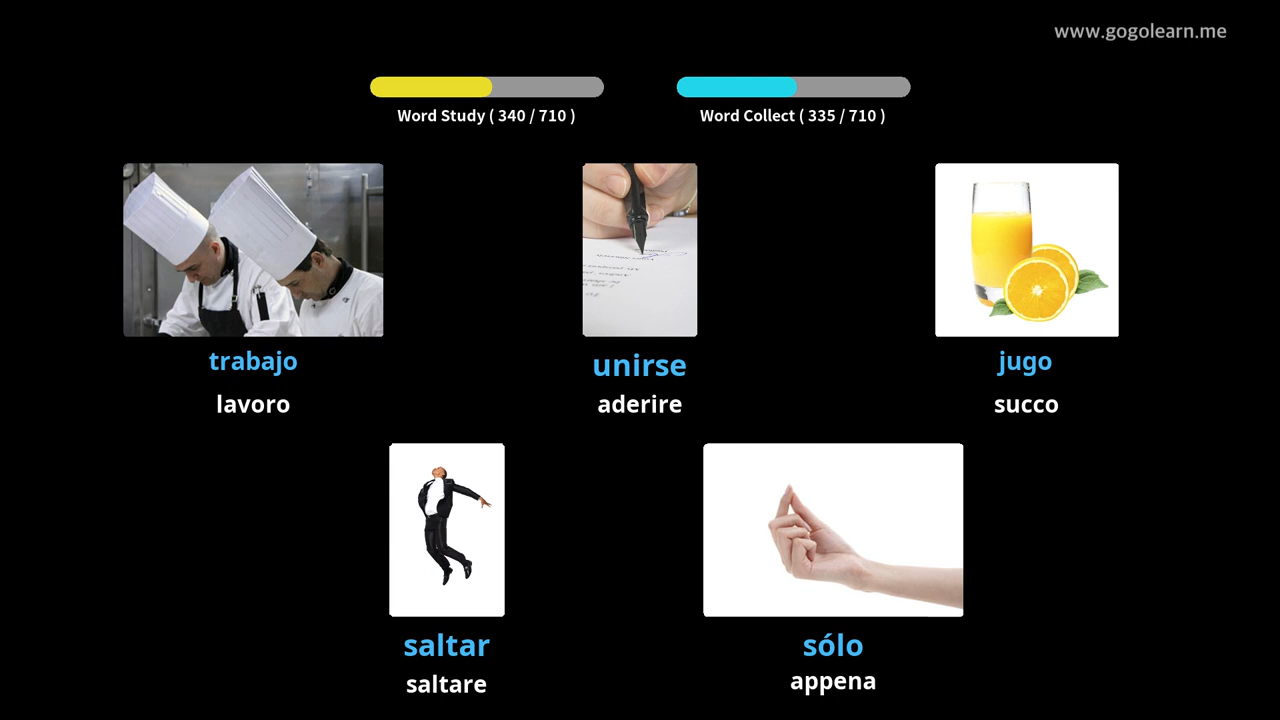 www.gogolearn.me
Word Study ( 340 / 710 )
Word Collect ( 335 / 710 )
trabajo
lavoro
unirse
aderire
jugo
succo
saltar
saltare
sólo
appena